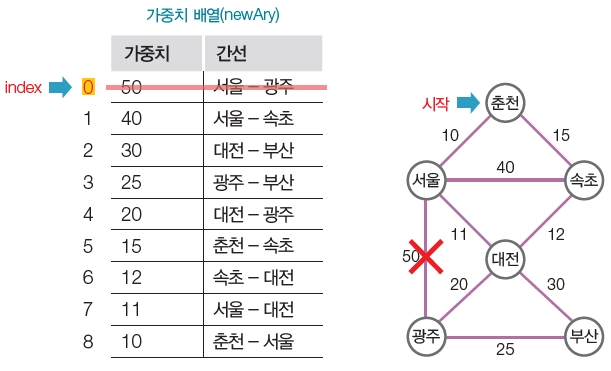 가중치 배열(newAry)
가중치 간선
index 0 50 서울 – 광주
1 40 서울 – 속초
2 30 대전 – 부산
3 25 광주 – 부산
4 20 대전 – 광주
5 15 춘천 – 속초
6 12 속초 – 대전
7 11 서울 – 대전
8 10 춘천 – 서울
시작 춘천
10 15
서울 40 속초
11 12
50 대전
20 30
광주 25 부산